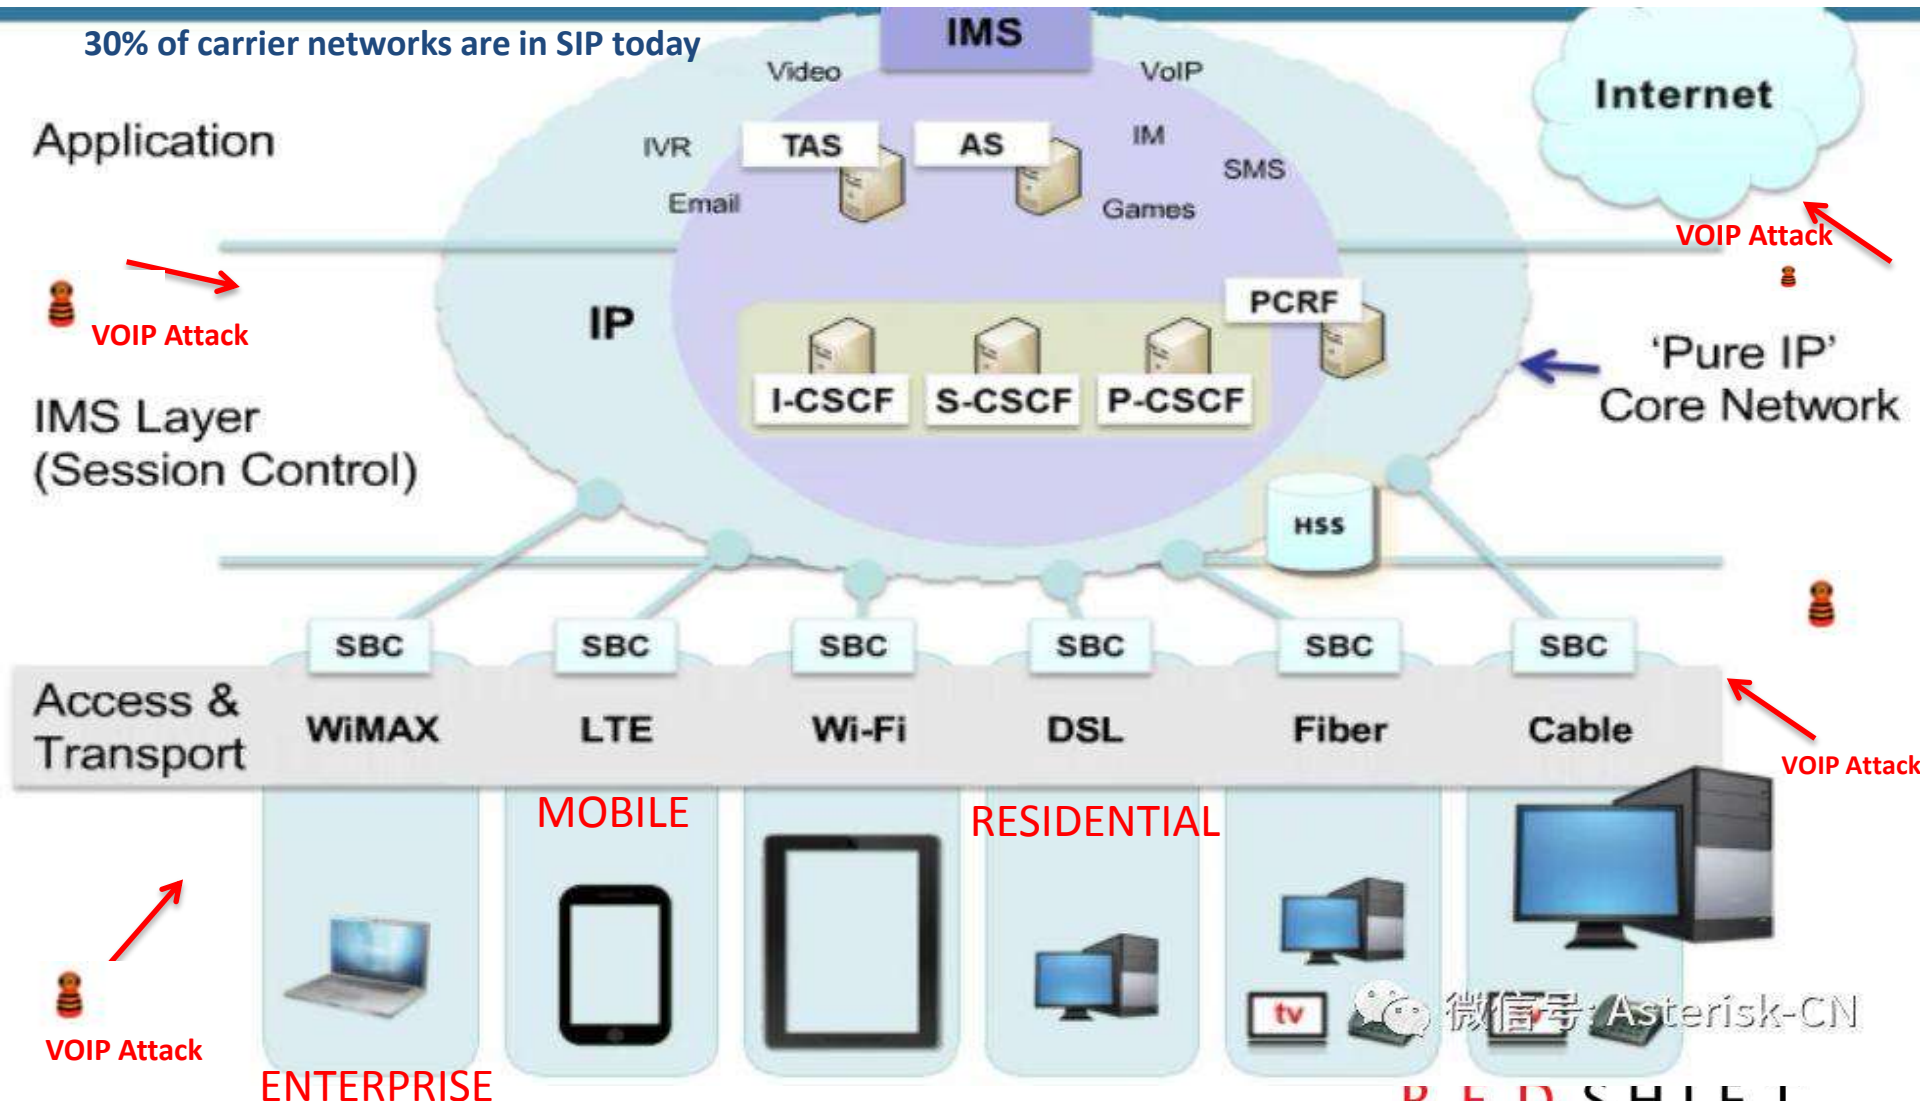 30% of carrier networks are in SIP today
IMS
Video
VoIP
Internet
Application
IVR
TAS
AS
IM
SMS
Email
Games
VOIP Attack
VOIP Attack
IP
PCRF
'Pure IP'
Core Network
I-CSCF
S-CSCF
P-CSCF
IMS Layer
(Session Control)
HSS
SBC
SBC
SBC
SBC
SBC
SBC
Access &
Transport
WiMAX
LTE
Wi-Fi
DSL
Fiber
Cable
VOIP Attack
MOBILE
RESIDENTIAL
tv
微信号: Asterisk-CN
VOIP Attack
ENTERPRISE
RED SHIFT